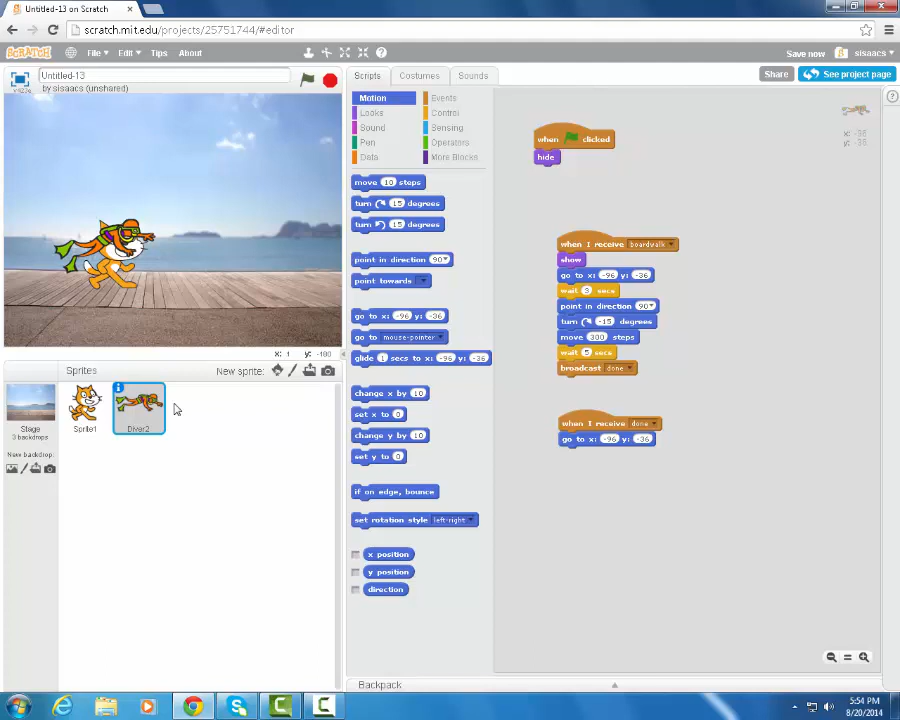 Untitled-13 on Scratch
scratch.mit.edu/projects/25751744/#editor
SCRATCH File Edit Tips About Save now sisaacs
Untitled-13
by sisaacs (unshared)
Scripts Costumes Sounds Share See project page
Motion Events
Looks Control
Sound Sensing
Pen Operators
Data More Blocks
move 10 steps
turn 15 degrees
turn 15 degrees
point in direction 90
point towards
go to x: -96 y: -36
go to mouse-pointer
glide 1 secs to x: -96 y: -36
change x by 10
set x to 0
change y by 10
set y to 0
if on edge, bounce
set rotation style left-right
x position
y position
direction
when clicked
hide
when I receive boardwalk
show
go to x: -96 y: -36
wait 3 secs
point in direction 90
turn -15 degrees
move 300 steps
wait 5 secs
broadcast done
when I receive done
go to x: -96 y: -36
x: -36
y: -36
x: 1 y: -180
Sprites New sprite:
Stage
3 backdrops
New backdrop:
Sprite1
Diver2
Backpack
5:54 PM
8/20/2014